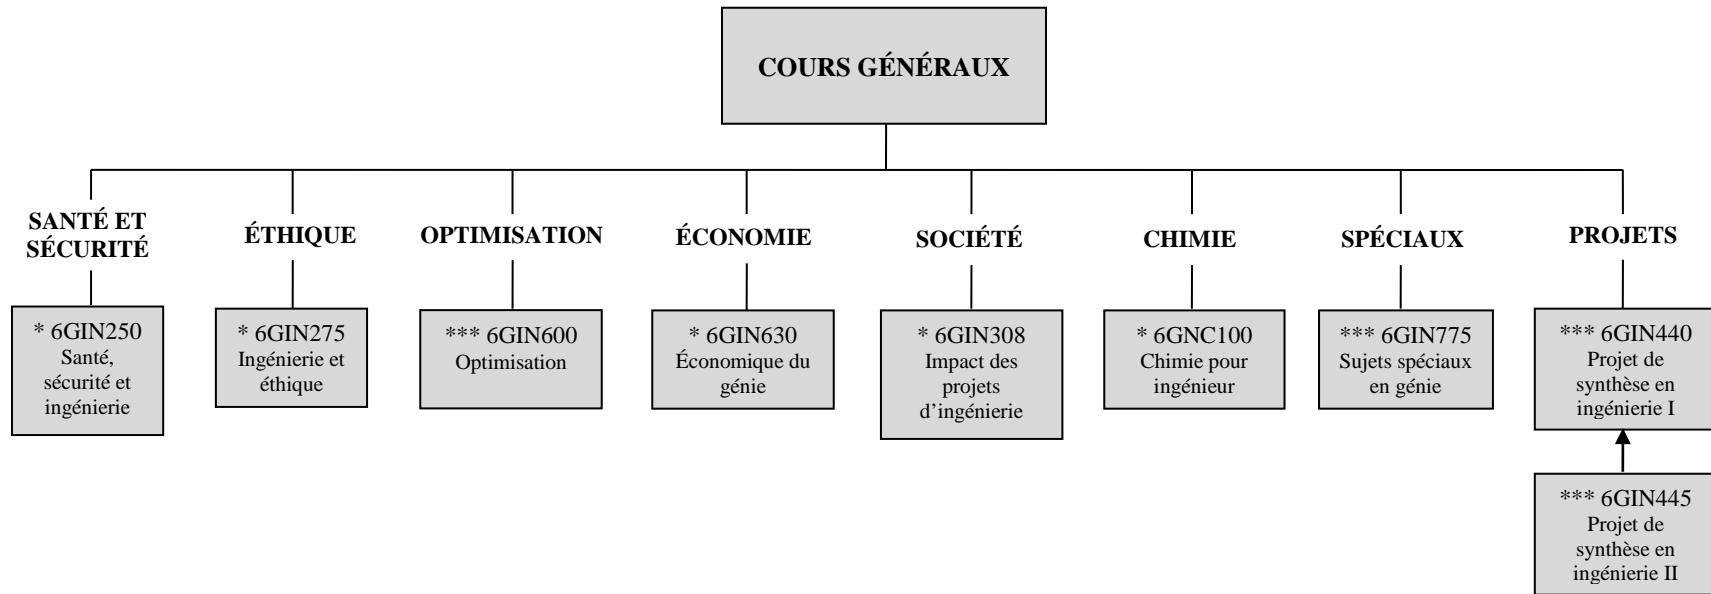 COURS GÉNÉRAUX
SANTÉ ET
SÉCURITÉ
ÉTHIQUE
OPTIMISATION
ÉCONOMIE
SOCIÉTÉ
CHIMIE
SPÉCIAUX
PROJETS
* 6GIN250
Santé,
sécurité et
ingénierie
* 6GIN275
Ingénierie et
éthique
*** 6GIN600
Optimisation
* 6GIN630
Économique du
génie
* 6GIN308
Impact des
projets
d’ingénierie
* 6GNC100
Chimie pour
ingénieur
*** 6GIN775
Sujets spéciaux
en génie
*** 6GIN440
Projet de
synthèse en
ingénierie I
*** 6GIN445
Projet de
synthèse en
ingénierie II